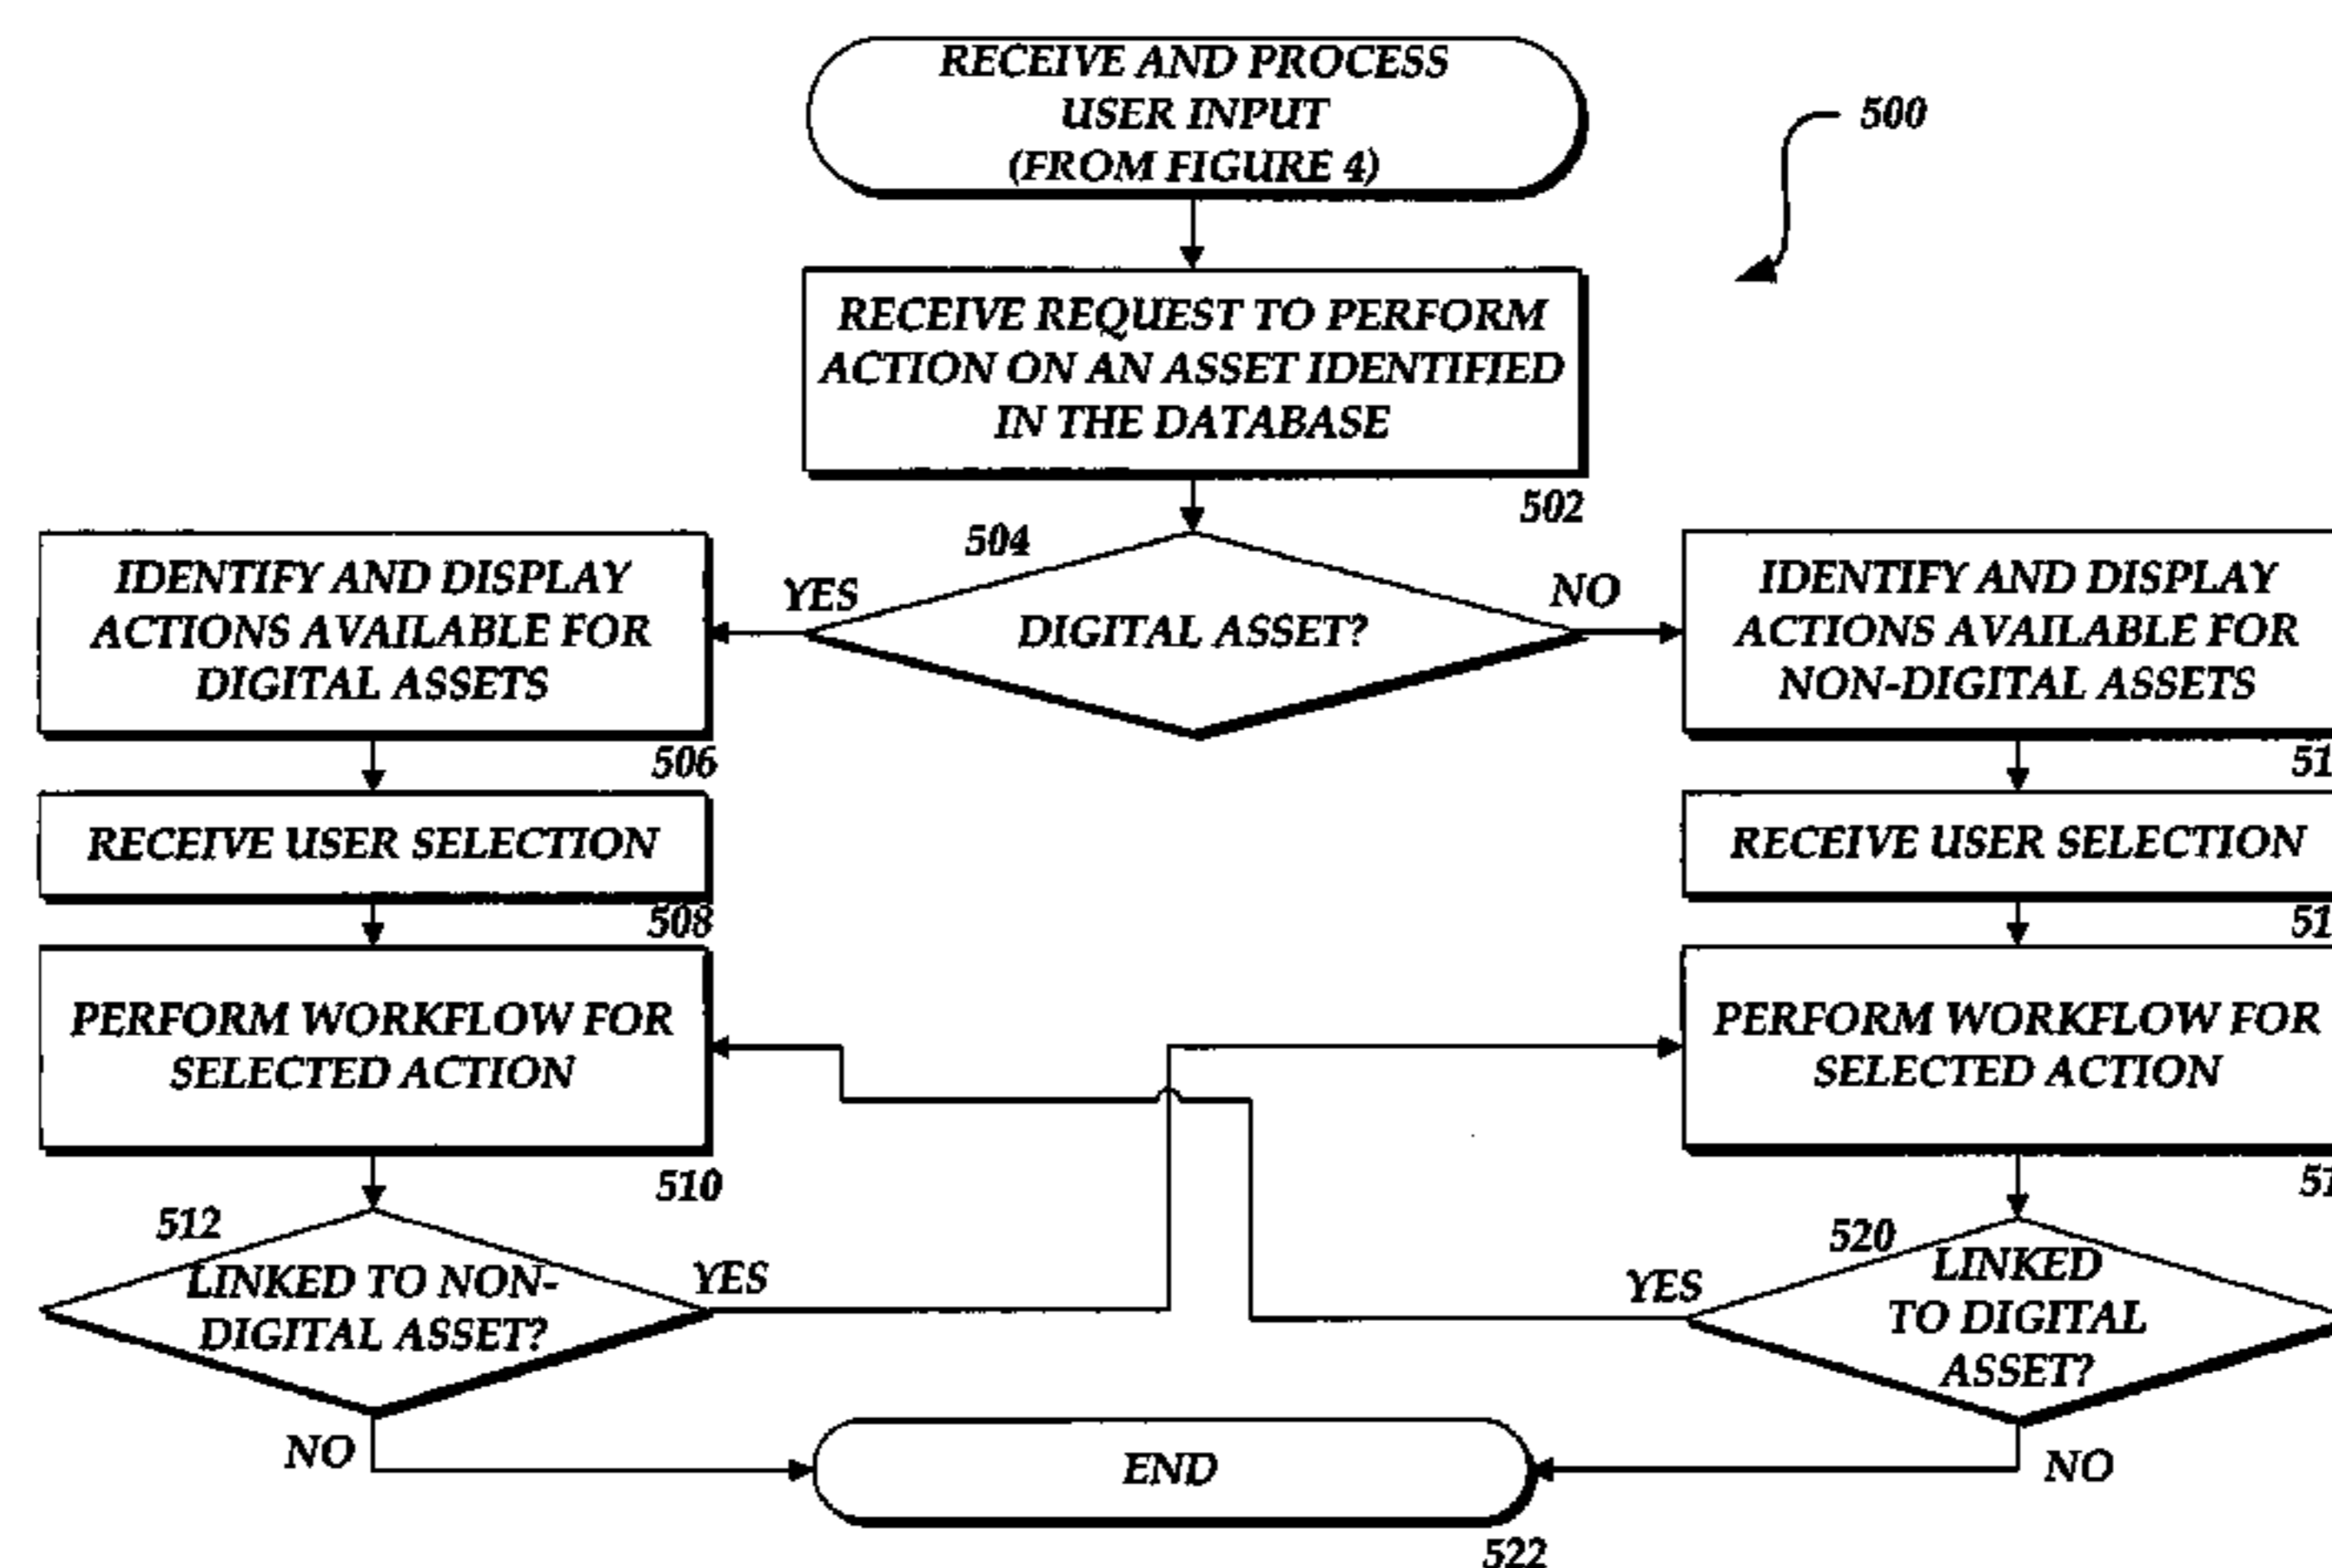 RECEIVE AND PROCESS
USER INPUT
(FROM FIGURE 4)
500
RECEIVE REQUEST TO PERFORM
ACTION ON AN ASSET IDENTIFIED
IN THE DATABASE
502
504
DIGITAL ASSET?
YES
NO
IDENTIFY AND DISPLAY
ACTIONS AVAILABLE FOR
DIGITAL ASSETS
506
RECEIVE USER SELECTION
508
PERFORM WORKFLOW FOR
SELECTED ACTION
510
512
LINKED TO NON-
DIGITAL ASSET?
YES
NO
IDENTIFY AND DISPLAY
ACTIONS AVAILABLE FOR
NON-DIGITAL ASSETS
RECEIVE USER SELECTION
PERFORM WORKFLOW FOR
SELECTED ACTION
520
LINKED
TO DIGITAL
ASSET?
YES
NO
END
522